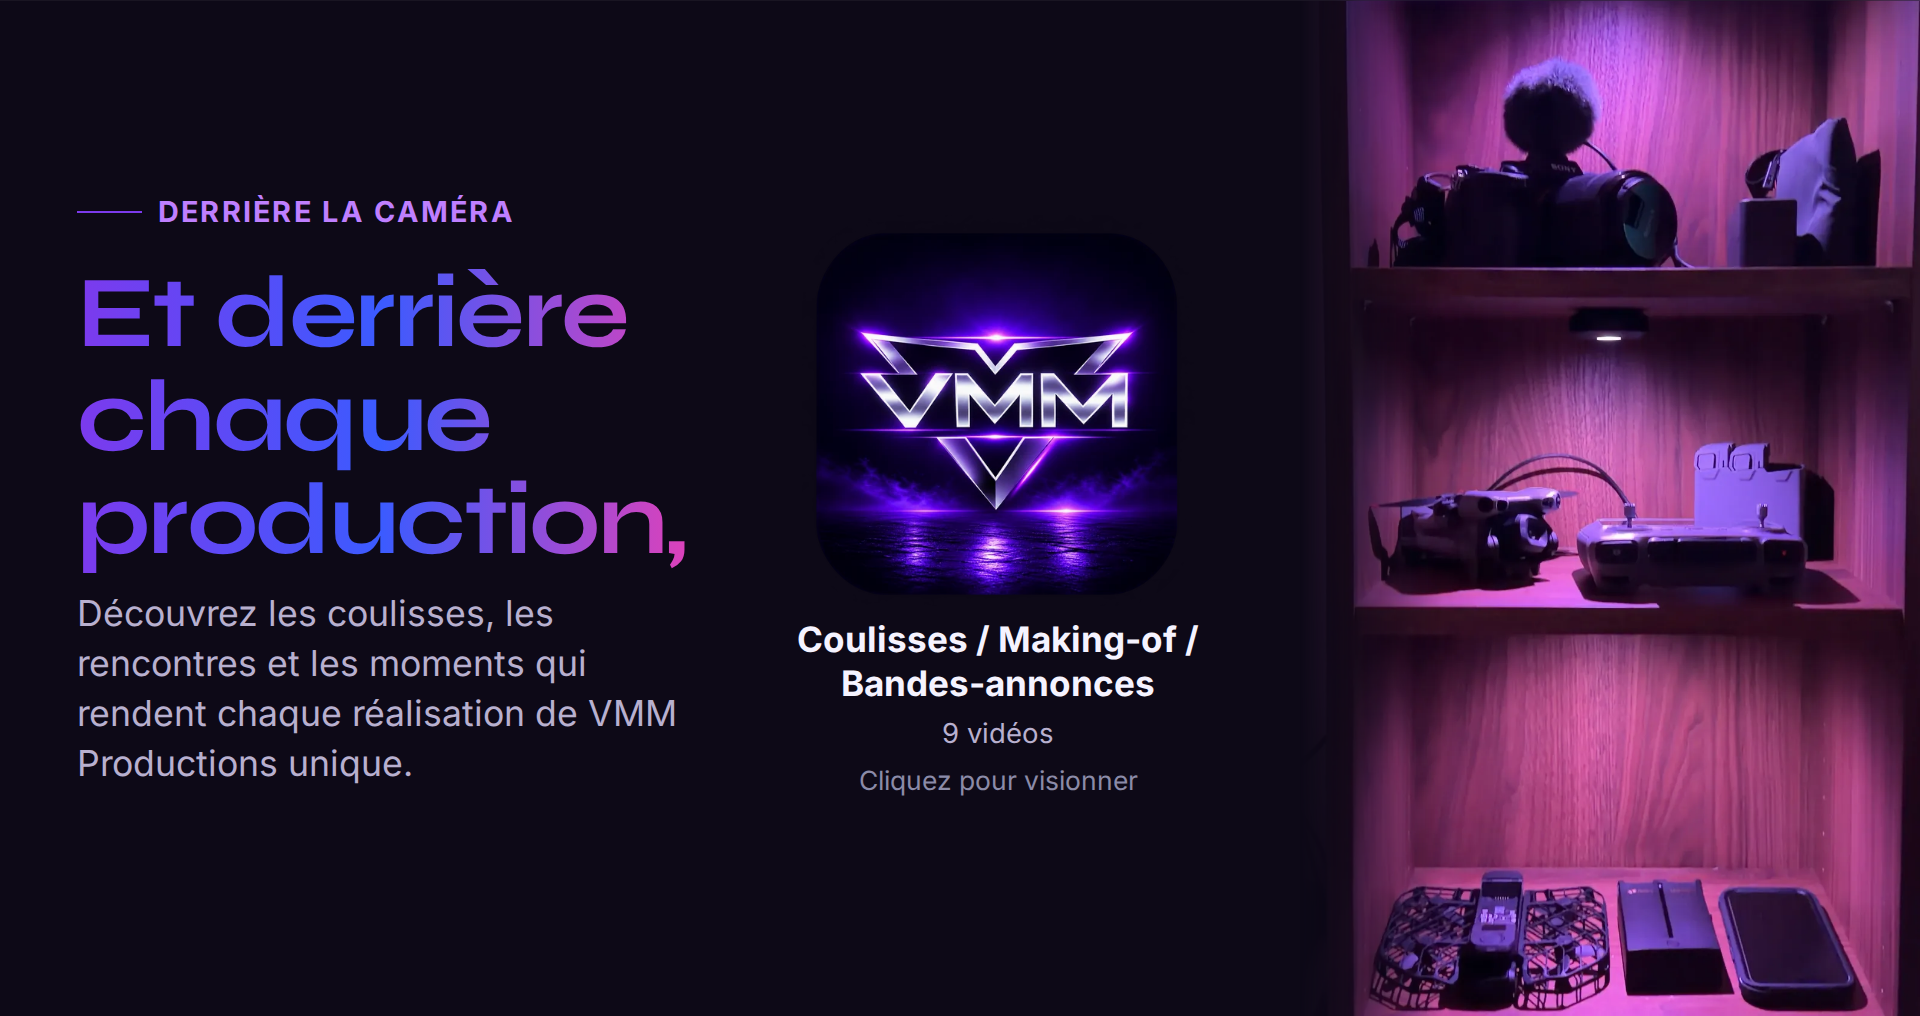 DERRIÈRE LA CAMÉRA
Et derrière
chaque
production,
Découvrez les coulisses, les
rencontres et les moments qui
rendent chaque réalisation de VMM
Productions unique.
VMM
Coulisses / Making-of /
Bandes-annonces
9 vidéos
Cliquez pour visionner
SONY